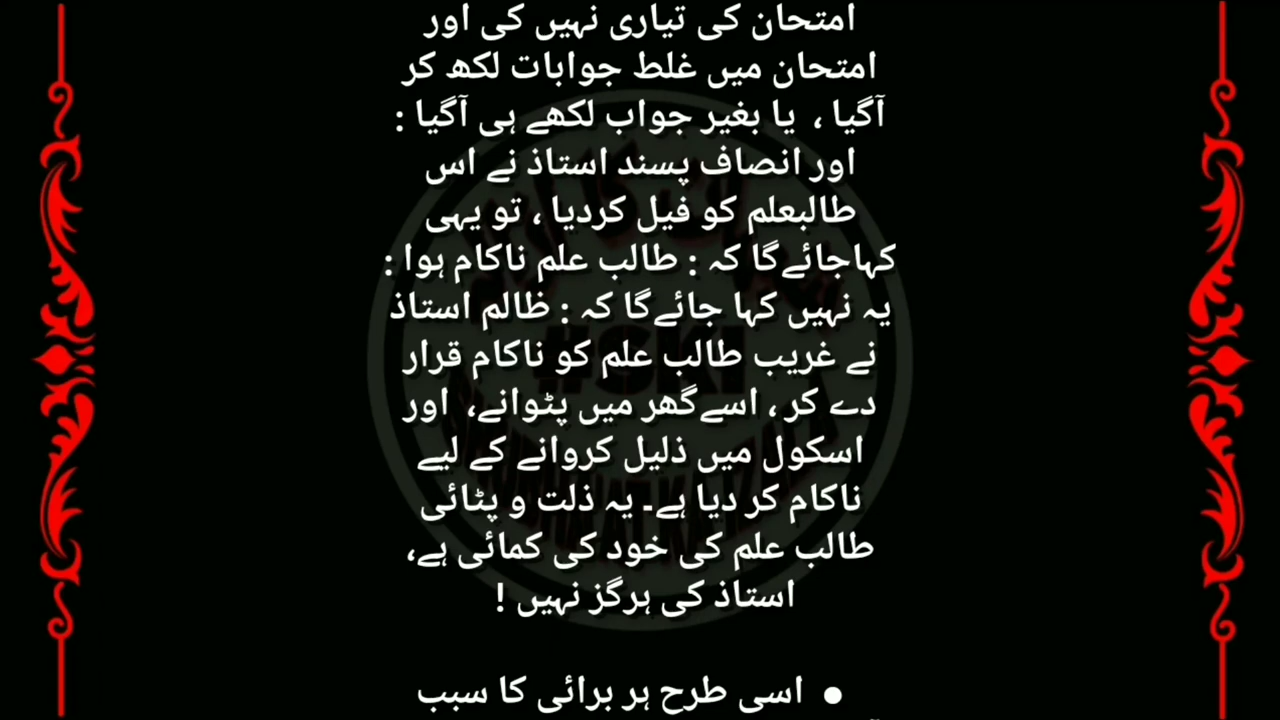 امتحان کی تیاری نہیں کی اور
امتحان میں غلط جوابات لکھ کر
آگیا ، یا بغیر جواب لکھے ہی آگیا :
اور انصاف پسند استاذ نے اس
طالبعلم کو فیل کردیا ، تو یہی
کہاجائےگا کہ : طالب علم ناکام ہوا :
یہ نہیں کہا جائےگا کہ : ظالم استاذ
نے غریب طالب علم کو ناکام قرار
دے کر ، اسےگھر میں پٹوانے، اور
اسکول میں ذلیل کروانے کے لیے
ناکام کر دیا ہے۔ یہ ذلت و پٹائی
طالب علم کی خود کی کمائی ہے،
استاذ کی ہرگز نہیں !
● اسی طرح ہر برائی کا سبب
#SKI